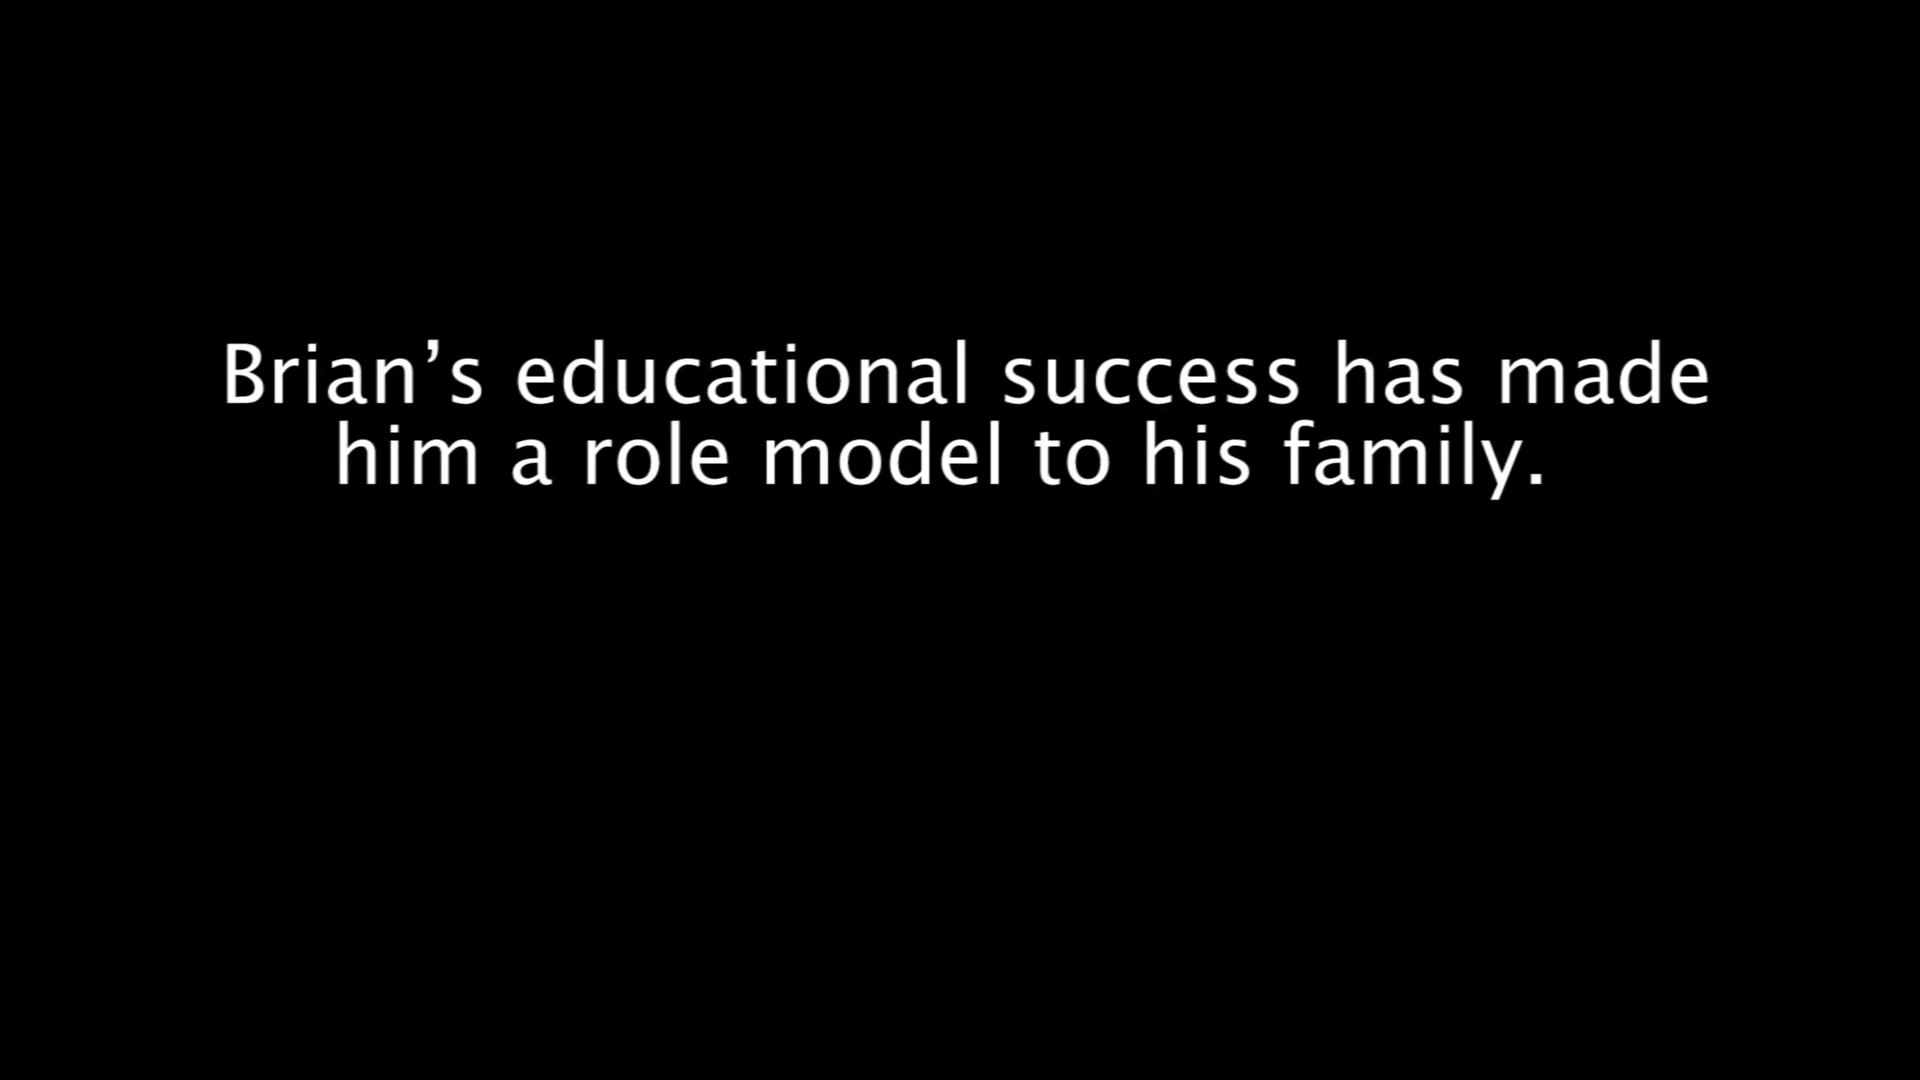 Brian’s educational success has made
him a role model to his family.